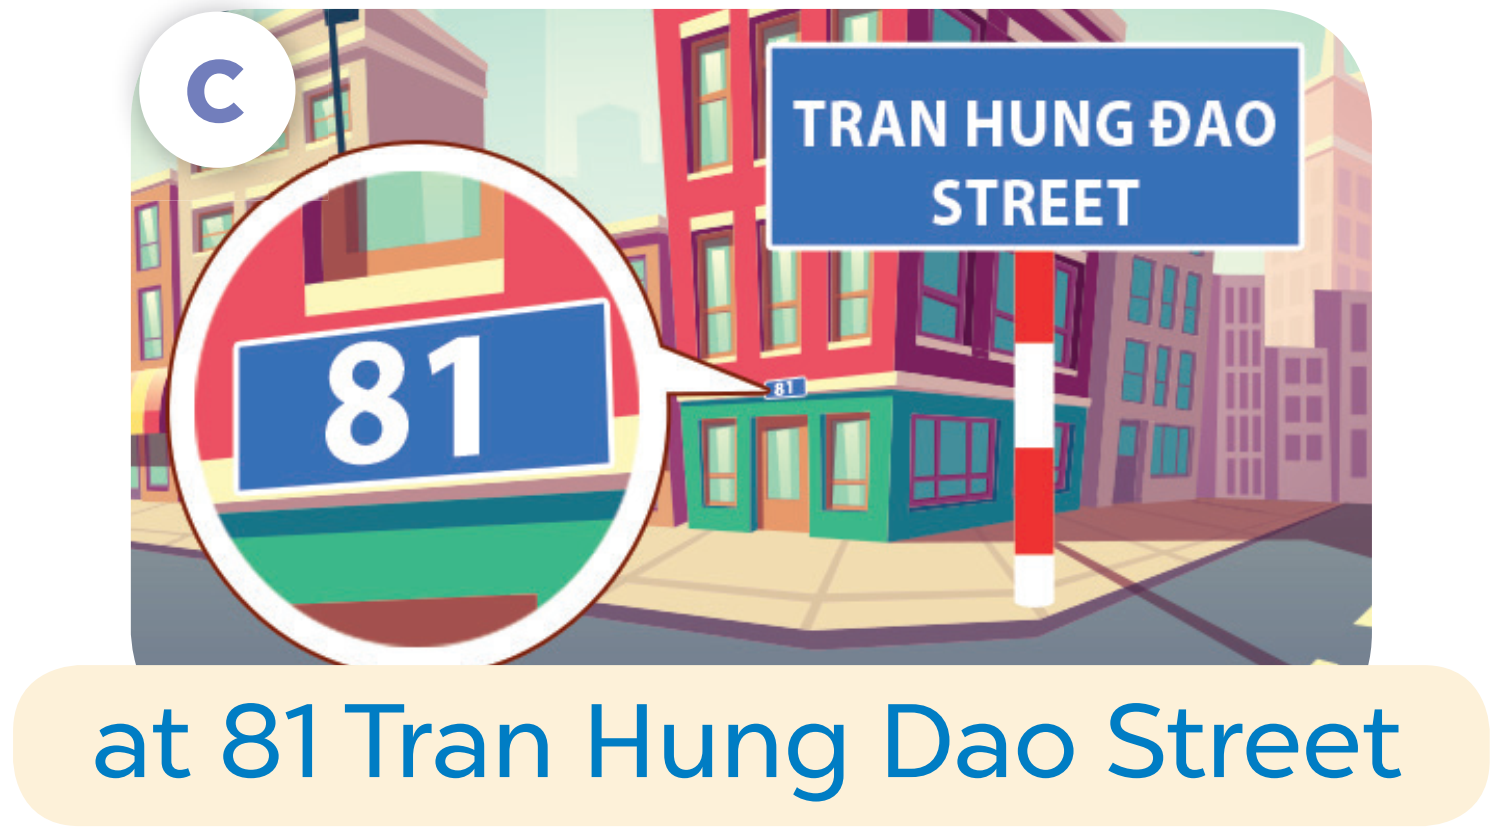 C
TRAN HUNG ĐAO
STREET
81
81
at 81 Tran Hung Dao Street